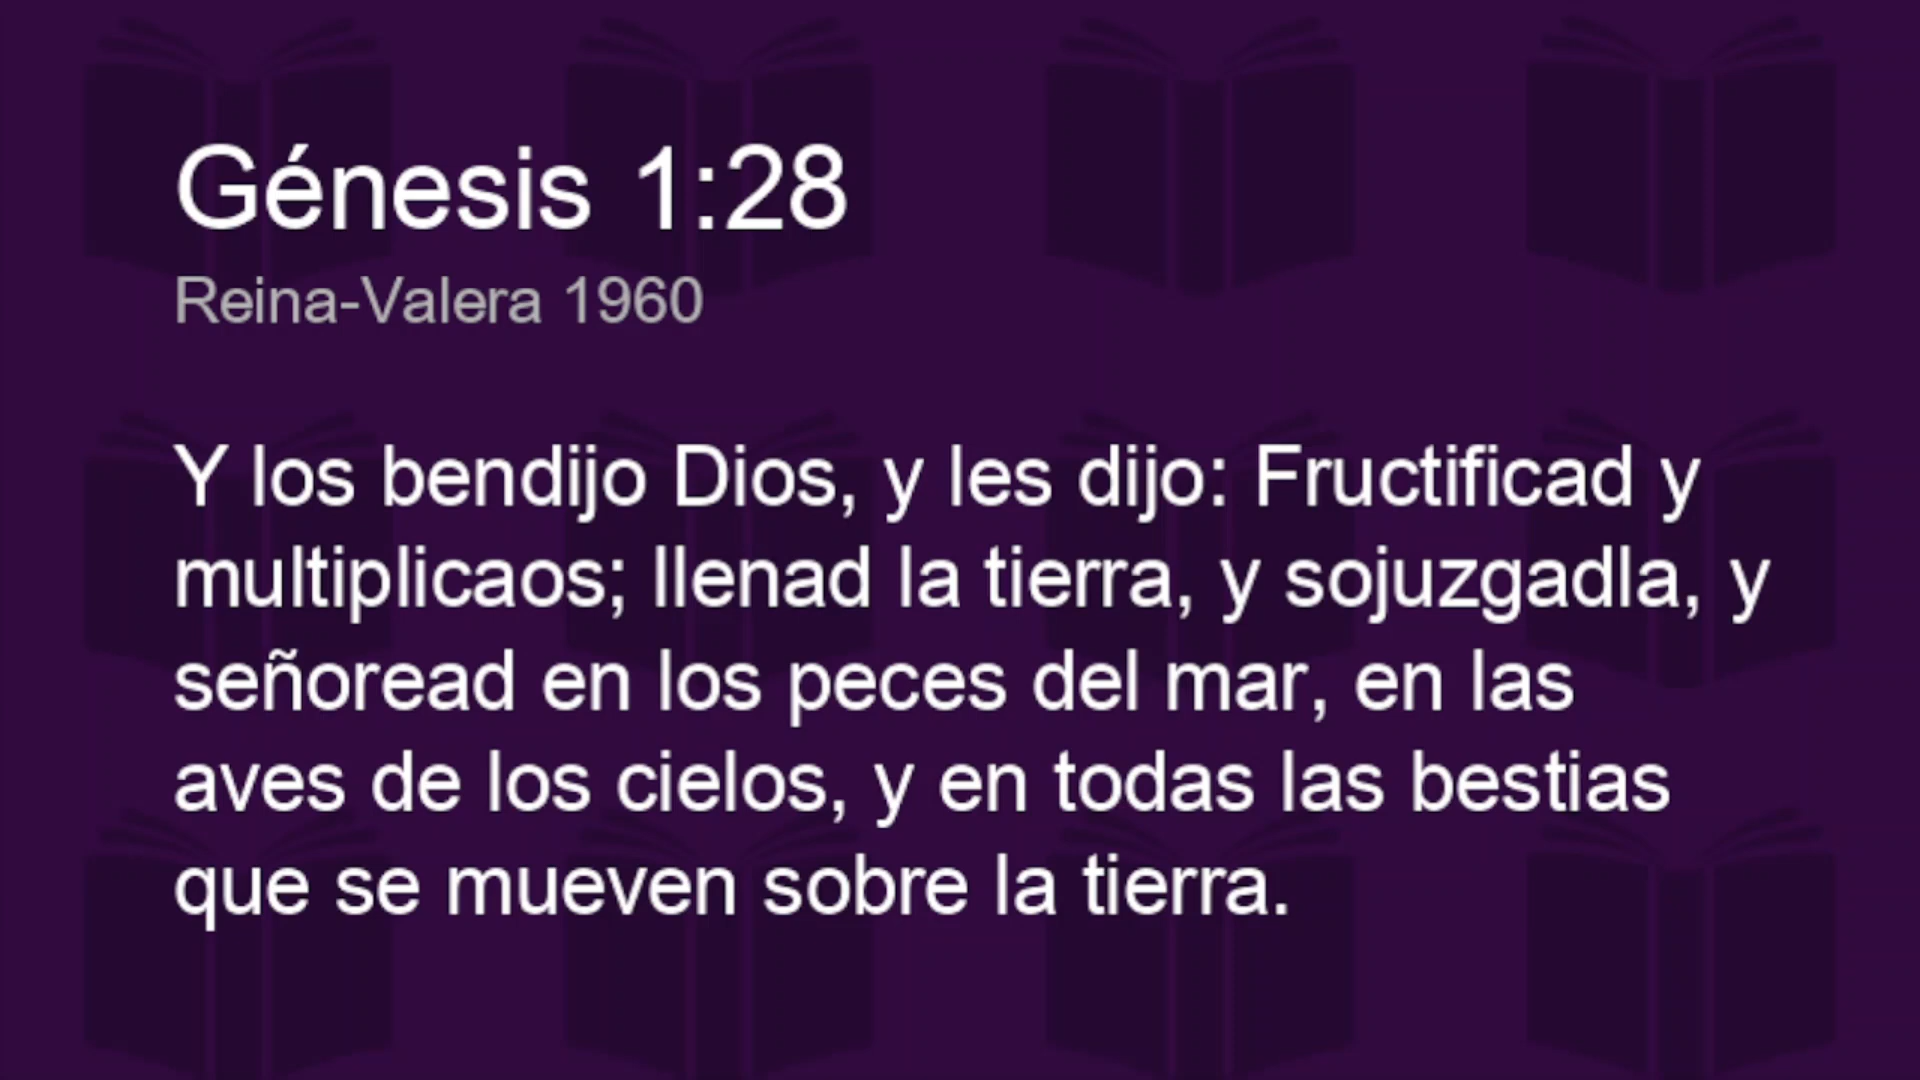 Génesis 1:28
Reina-Valera 1960
Y los bendijo Dios, y les dijo: Fructificad y
multiplicaos; llenad la tierra, y sojuzgadla, y
señoread en los peces del mar, en las
aves de los cielos, y en todas las bestias
que se mueven sobre la tierra.